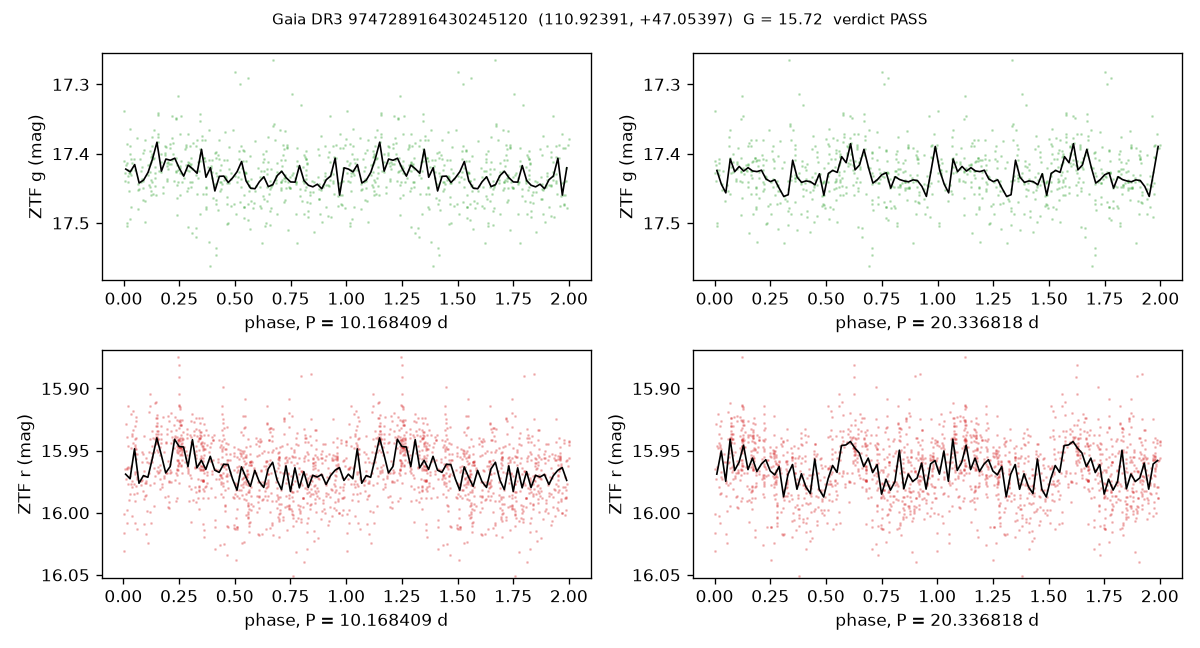 Gaia DR3 974728916430245120 (110.92391, +47.05397) G = 15.72 verdict PASS
ZTF g (mag)
17.3
17.4
17.5
0.00 0.25 0.50 0.75 1.00 1.25 1.50 1.75 2.00
phase, P = 10.168409 d
ZTF g (mag)
17.3
17.4
17.5
0.00 0.25 0.50 0.75 1.00 1.25 1.50 1.75 2.00
phase, P = 20.336818 d
ZTF r (mag)
15.90
15.95
16.00
16.05
0.00 0.25 0.50 0.75 1.00 1.25 1.50 1.75 2.00
phase, P = 10.168409 d
ZTF r (mag)
15.90
15.95
16.00
16.05
0.00 0.25 0.50 0.75 1.00 1.25 1.50 1.75 2.00
phase, P = 20.336818 d